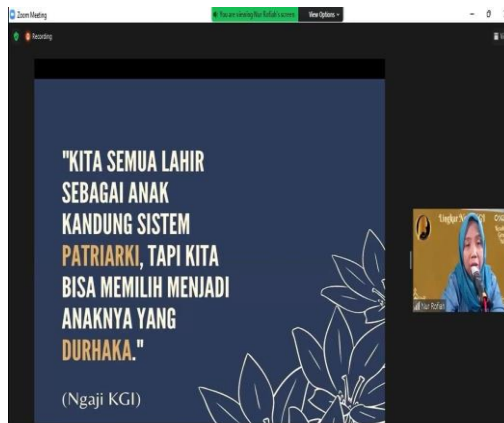 Zoom Meeting
You are viewing Nur Rofiah's screen
View Options
Recording
"KITA SEMUA LAHIR
SEBAGAI ANAK
KANDUNG SISTEM
PATRIARKI, TAPI KITA
BISA MEMILIH MENJADI
ANAKNYA YANG
DURHAKA."
(Ngaji KGI)
Nur Rofiah